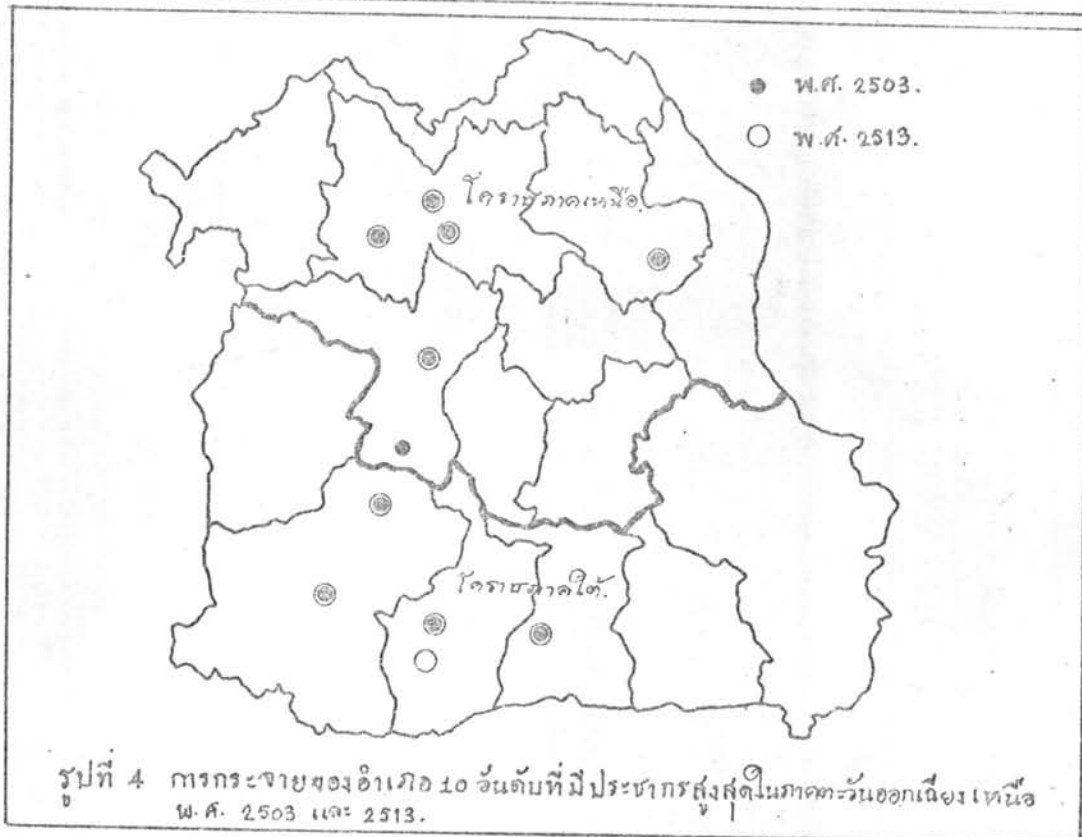 พ.ศ. 2503.
พ.ศ. 2513.
โคราชภาคเหนือ.
โคราชภาคใต้.
รูปที่ 4 การกระจายของอำเภอ 10 อันดับที่มีประชากรสูงสุดในภาคตะวันออกเฉียงเหนือ
พ.ศ. 2503 และ 2513.